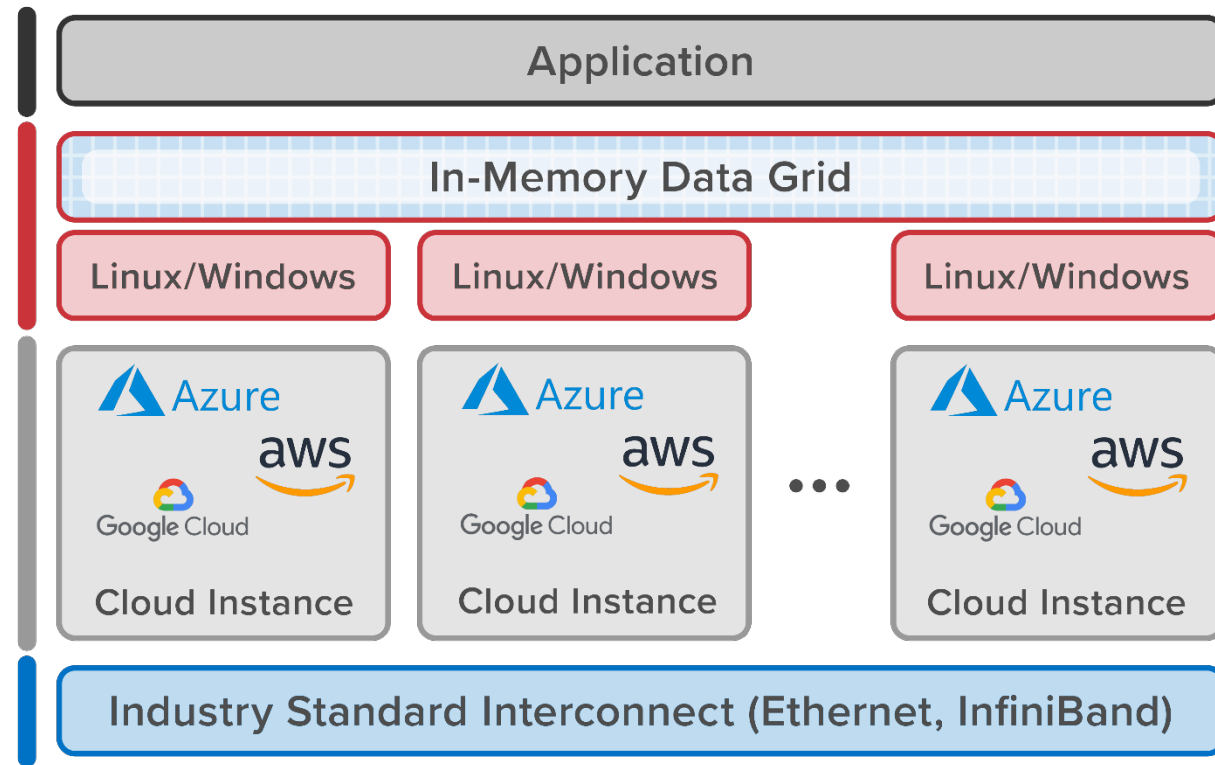 Application
In-Memory Data Grid
Linux/Windows
Linux/Windows
Linux/Windows
Azure
aws
Google Cloud
Cloud Instance
Azure
aws
Google Cloud
Cloud Instance
...
Azure
aws
Google Cloud
Cloud Instance
Industry Standard Interconnect (Ethernet, InfiniBand)